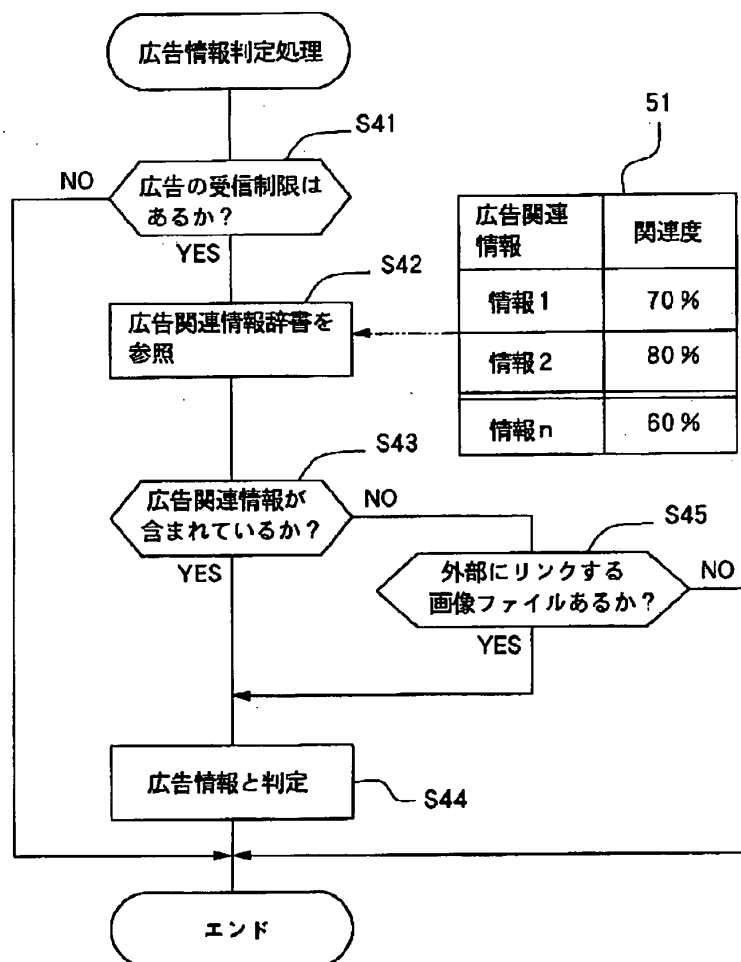 広告情報判定処理
S41
NO
広告の受信制限は
あるか?
YES
S42
広告関連情報辞書を
参照
51
広告関連
情報
関連度
情報1
70%
情報2
80%
情報n
60%
S43
広告関連情報が
含まれているか?
NO
YES
S45
外部にリンクする
画像ファイルあるか?
NO
YES
広告情報と判定
S44
エンド